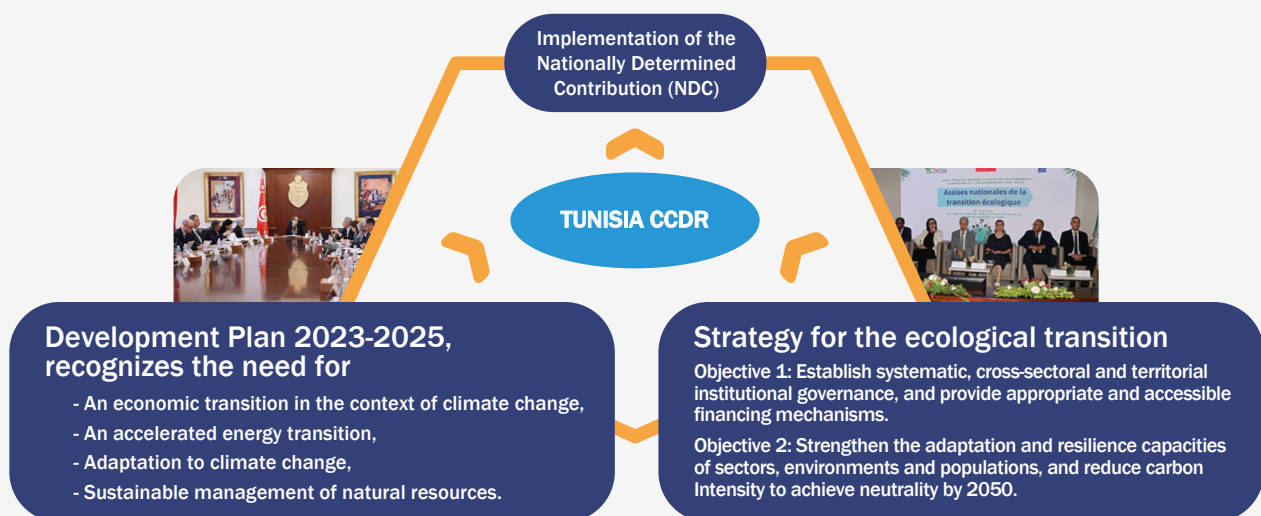 Implementation of the
Nationally Determined
Contribution (NDC)
TUNISIA CCDR
Assises nationales de la
transition écologique
Development Plan 2023-2025,
recognizes the need for
- An economic transition in the context of climate change,
- An accelerated energy transition,
- Adaptation to climate change,
- Sustainable management of natural resources.
Strategy for the ecological transition
Objective 1: Establish systematic, cross-sectoral and territorial
institutional governance, and provide appropriate and accessible
financing mechanisms.
Objective 2: Strengthen the adaptation and resilience capacities
of sectors, environments and populations, and reduce carbon
Intensity to achieve neutrality by 2050.